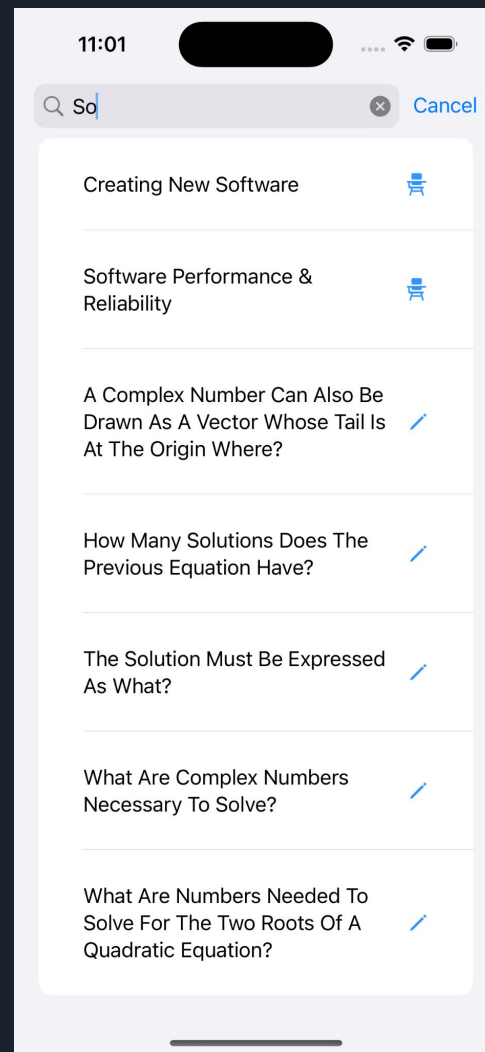 11:01
So
Cancel
Creating New Software
Software Performance &
Reliability
A Complex Number Can Also Be
Drawn As A Vector Whose Tail Is
At The Origin Where?
How Many Solutions Does The
Previous Equation Have?
The Solution Must Be Expressed
As What?
What Are Complex Numbers
Necessary To Solve?
What Are Numbers Needed To
Solve For The Two Roots Of A
Quadratic Equation?